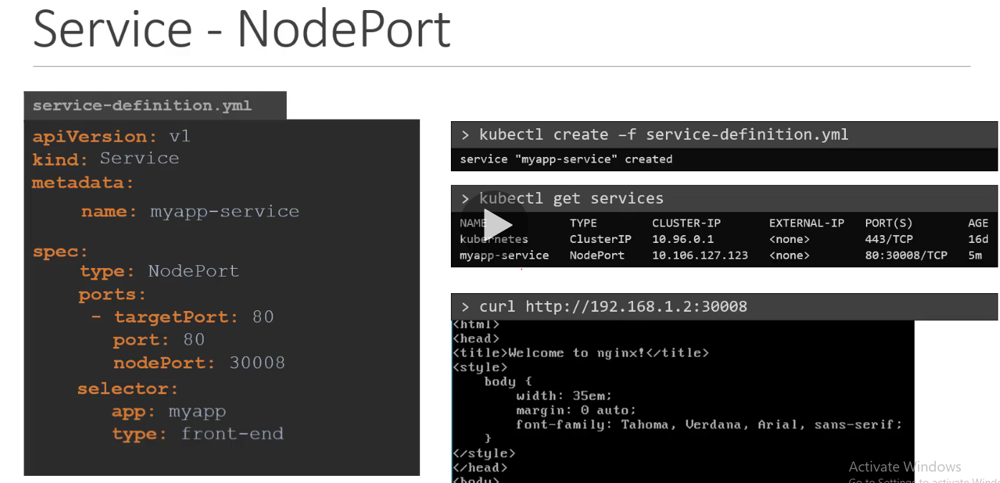 Service - NodePort
service-definition.yml
apiVersion: v1
kind: Service
metadata:
name: myapp-service
spec:
type: NodePort
ports:
- targetPort: 80
port: 80
nodePort: 30008
selector:
app: myapp
type: front-end
> kubectl create –f service-definition.yml
service "myapp-service" created
> kubectl get services
NAME TYPE CLUSTER-IP EXTERNAL-IP PORT(S) AGE
kubernetes ClusterIP 10.96.0.1 <none> 443/TCP 16d
myapp-service NodePort 10.106.127.123 <none> 80:30008/TCP 5m
> curl http://192.168.1.2:30008
<html>
<head>
<title>Welcome to nginx!</title>
<style>
body {
width: 35em;
margin: 0 auto;
font-family: Tahoma, Verdana, Arial, sans-serif;
}
</style>
</head>
<body>
Activate Windows
Go to Settings to activate Windows